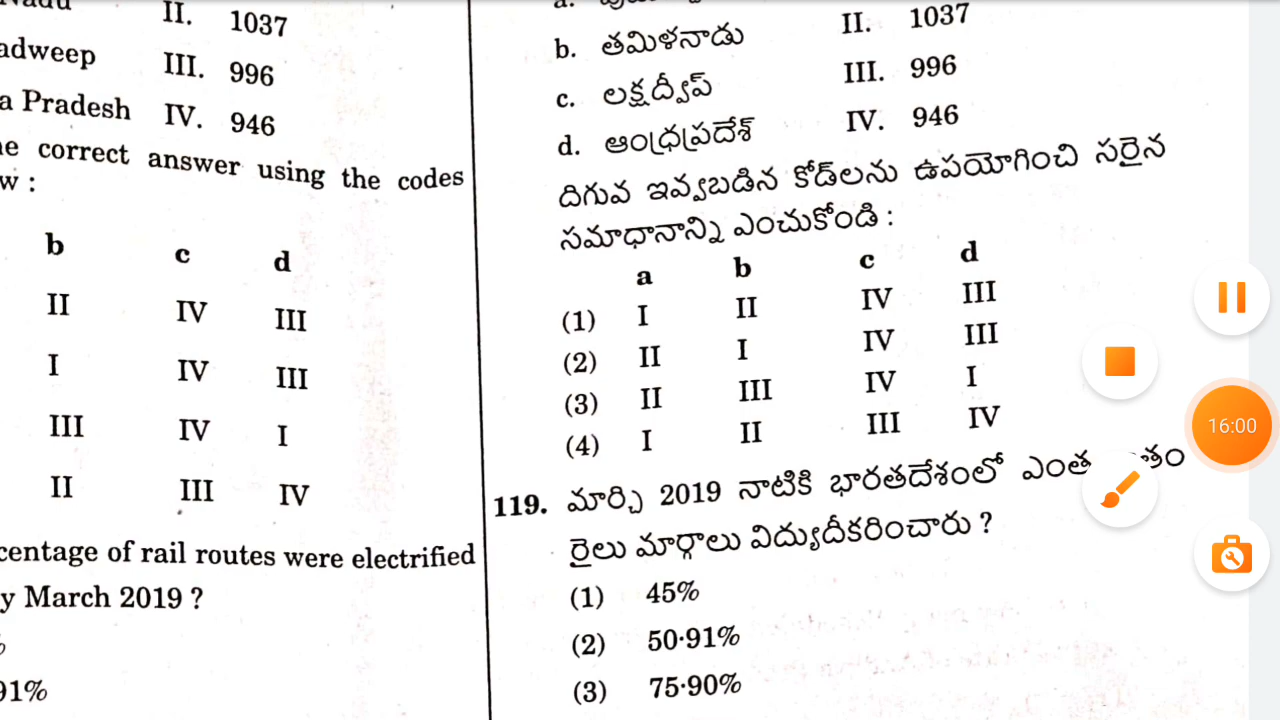 II. 1037
adweep III. 996
a Pradesh IV. 946
correct answer using the codes
w :
b c d
II IV III
I IV III
III IV I
II III IV
centage of rail routes were electrified
y March 2019 ?
91%
a.
II. 1037
b. తమిళనాడు
III. 996
c. లక్షద్వీప్
IV. 946
d. ఆంధ్రప్రదేశ్
దిగువ ఇవ్వబడిన కోడ్‌లను ఉపయోగించి సరైన
సమాధానాన్ని ఎంచుకోండి :
a b c d
(1) I II IV III
(2) II I IV III
(3) II III IV I
(4) I II III IV
119. మార్చి 2019 నాటికి భారతదేశంలో ఎంత
రైలు మార్గాలు విద్యుదీకరించారు ?
(1) 45%
(2) 50·91%
(3) 75·90%
16:00